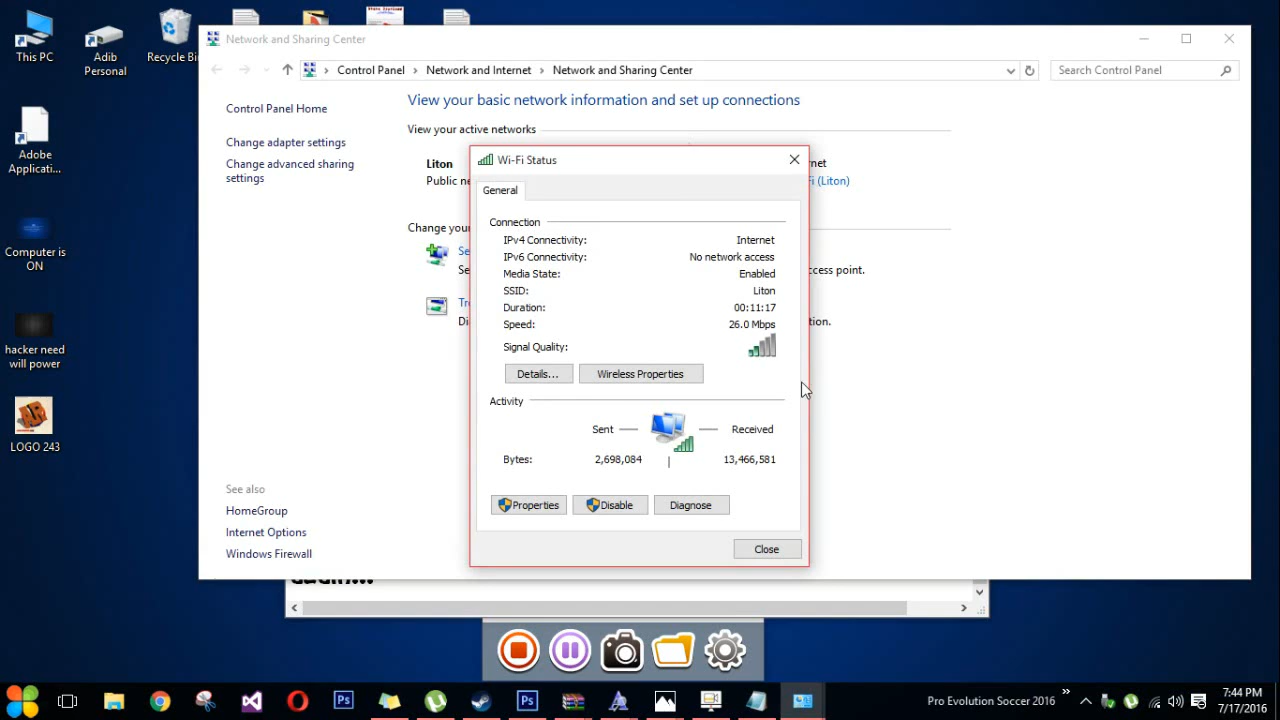 This PC
Adib
Personal
Recycle Bi
Adobe
Applicati...
Computer is
ON
hacker need
will power
LOGO 243
Network and Sharing Center
Control Panel
Network and Internet
Network and Sharing Center
Search Control Panel
Control Panel Home
Change adapter settings
Change advanced sharing
settings
See also
HomeGroup
Internet Options
Windows Firewall
View your basic network information and set up connections
View your active networks
Liton
Public ne
rnet
Fi (Liton)
Change your
Se
Se
ccess point.
Tr
Dia
tion.
Wi-Fi Status
General
Connection
IPv4 Connectivity: Internet
IPv6 Connectivity: No network access
Media State: Enabled
SSID: Liton
Duration: 00:11:17
Speed: 26.0 Mbps
Signal Quality:
Details... Wireless Properties
Activity
Sent Received
Bytes: 2,698,084 13,466,581
Properties Disable Diagnose
Close
Pro Evolution Soccer 2016
7:44 PM
7/17/2016